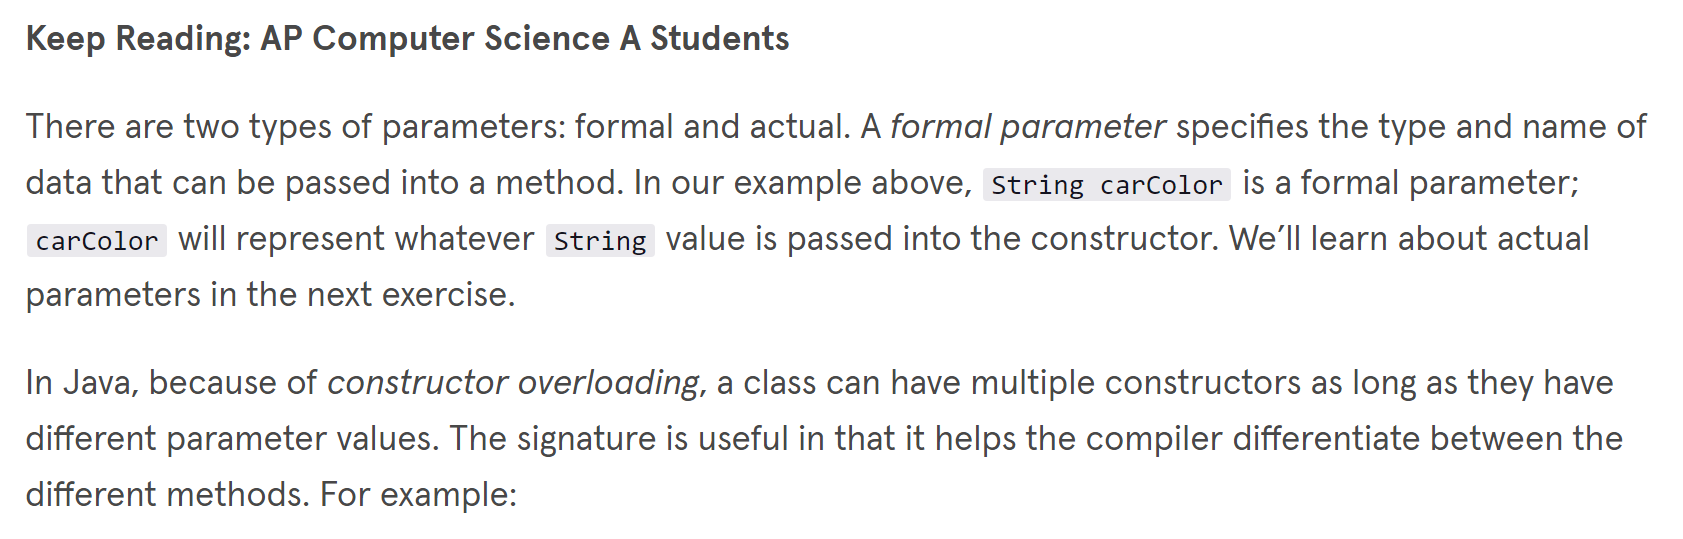 Keep Reading: AP Computer Science A Students
There are two types of parameters: formal and actual. A formal parameter specifies the type and name of
data that can be passed into a method. In our example above, String carColor is a formal parameter;
carColor will represent whatever String value is passed into the constructor. We’ll learn about actual
parameters in the next exercise.
In Java, because of constructor overloading, a class can have multiple constructors as long as they have
different parameter values. The signature is useful in that it helps the compiler differentiate between the
different methods. For example: